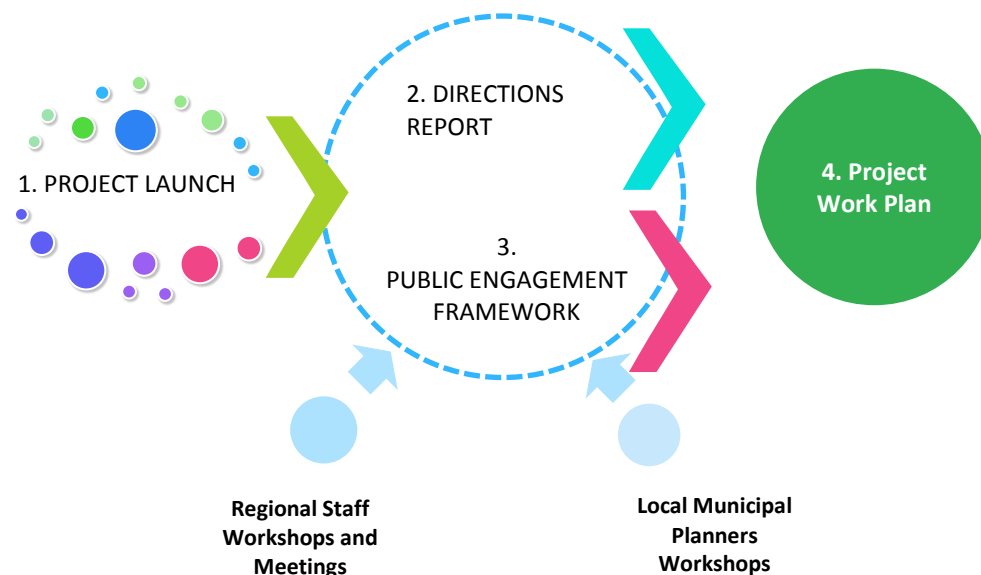 1. PROJECT LAUNCH
2. DIRECTIONS
REPORT
3.
PUBLIC ENGAGEMENT
FRAMEWORK
4. Project
Work Plan
Regional Staff
Workshops and
Meetings
Local Municipal
Planners
Workshops